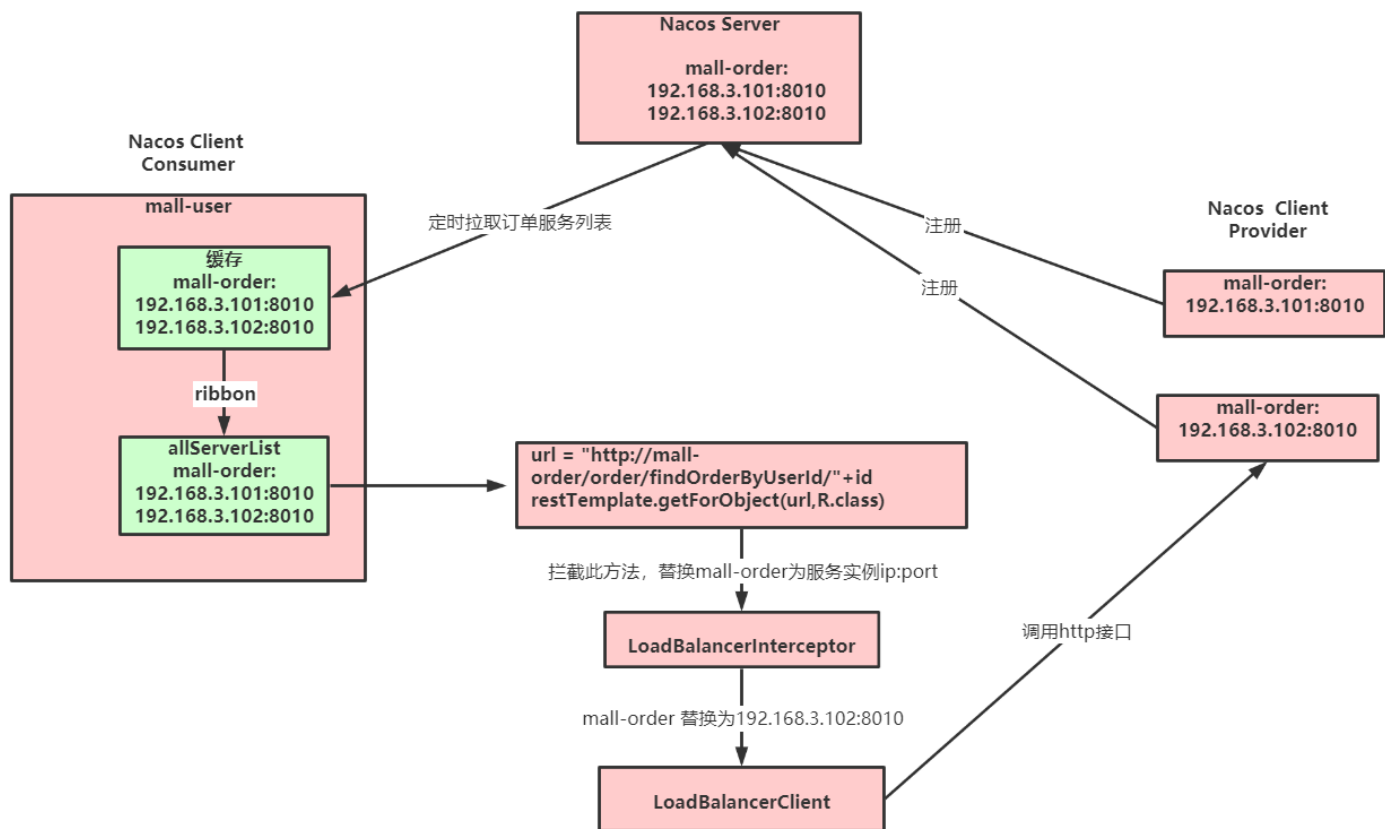 Nacos Server
mall-order:
192.168.3.101:8010
192.168.3.102:8010
Nacos Client
Consumer
mall-user
缓存
mall-order:
192.168.3.101:8010
192.168.3.102:8010
ribbon
allServerList
mall-order:
192.168.3.101:8010
192.168.3.102:8010
定时拉取订单服务列表
注册
注册
Nacos Client
Provider
mall-order:
192.168.3.101:8010
mall-order:
192.168.3.102:8010
url = "http://mall-
order/order/findOrderByUserId/"+id
restTemplate.getForObject(url,R.class)
拦截此方法，替换mall-order为服务实例ip:port
LoadBalancerInterceptor
mall-order 替换为192.168.3.102:8010
LoadBalancerClient
调用http接口